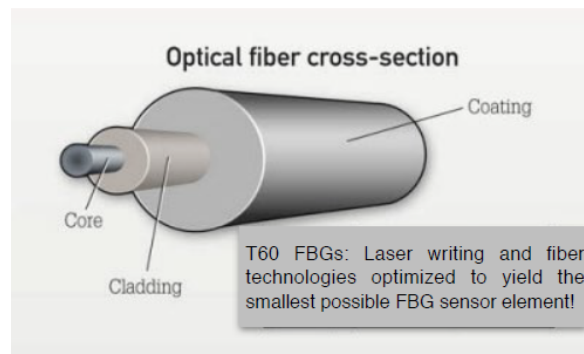 Optical fiber cross-section
Coating
Core
Cladding
T60 FBGs: Laser writing and fiber
technologies optimized to yield the
smallest possible FBG sensor element!